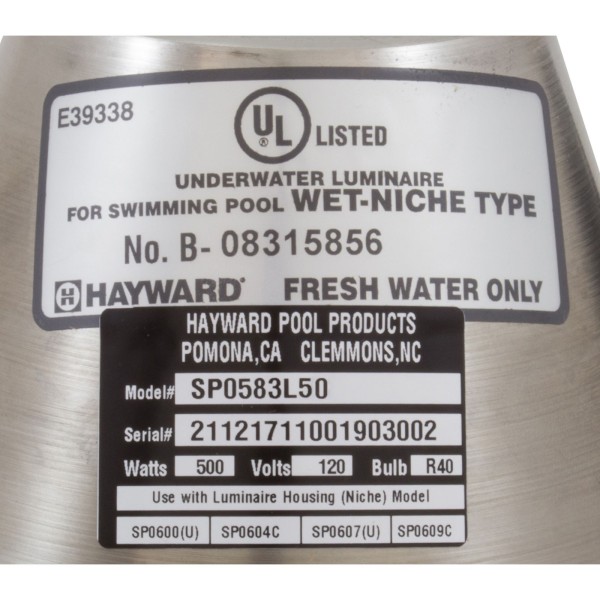 E39338
UL ® LISTED
UNDERWATER LUMINAIRE
FOR SWIMMING POOL WET-NICHE TYPE
No. B- 08315856
H HAYWARD® FRESH WATER ONLY
HAYWARD POOL PRODUCTS
POMONA,CA CLEMMONS,NC
Model# SP0583L50
Serial# 21121711001903002
Watts 500 Volts 120 Bulb R40
Use with Luminaire Housing (Niche) Model
SP0600(U) SP0604C SP0607(U) SP0609C